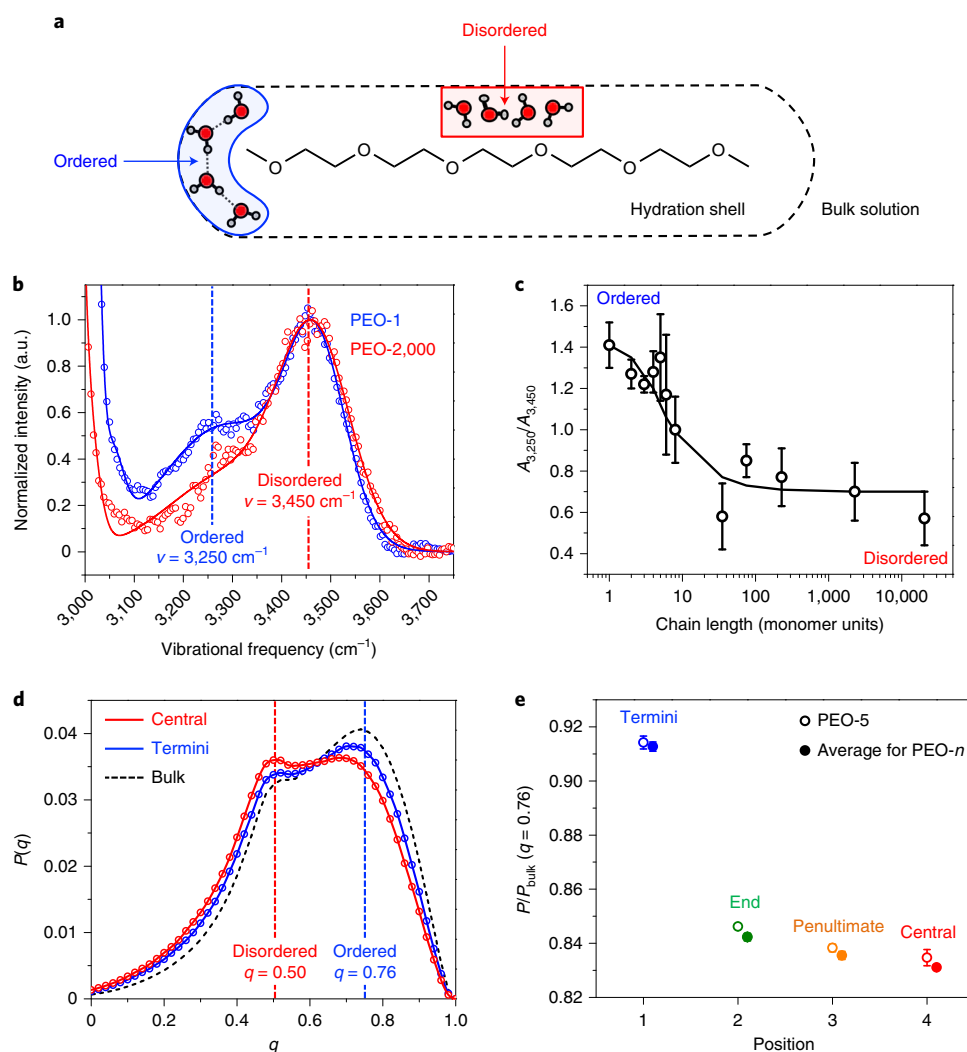 a
Disordered
Ordered
O O O O O O
Hydration shell
Bulk solution
b
Normalized intensity (a.u.)
1.0
0.8
0.6
0.4
0.2
0
PEO-1
PEO-2,000
Disordered
ν = 3,450 cm−1
Ordered
ν = 3,250 cm−1
3,000 3,100 3,200 3,300 3,400 3,500 3,600 3,700
Vibrational frequency (cm−1)
c
A3,250/A3,450
1.6
1.4
1.2
1.0
0.8
0.6
0.4
Ordered
Disordered
1 10 100 1,000 10,000
Chain length (monomer units)
d
P(q)
0.04
0.03
0.02
0.01
0
Central
Termini
Bulk
Disordered
q = 0.50
Ordered
q = 0.76
0 0.2 0.4 0.6 0.8 1.0
q
e
P/Pbulk (q = 0.76)
0.92
0.90
0.88
0.86
0.84
0.82
Termini
PEO-5
Average for PEO-n
End
Penultimate
Central
1 2 3 4
Position